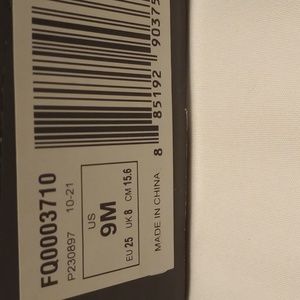 8 85192 90375
FQ0003710
P230897 10-21
US
9M
EU 25 UK 8 CM 15.6
MADE IN CHINA